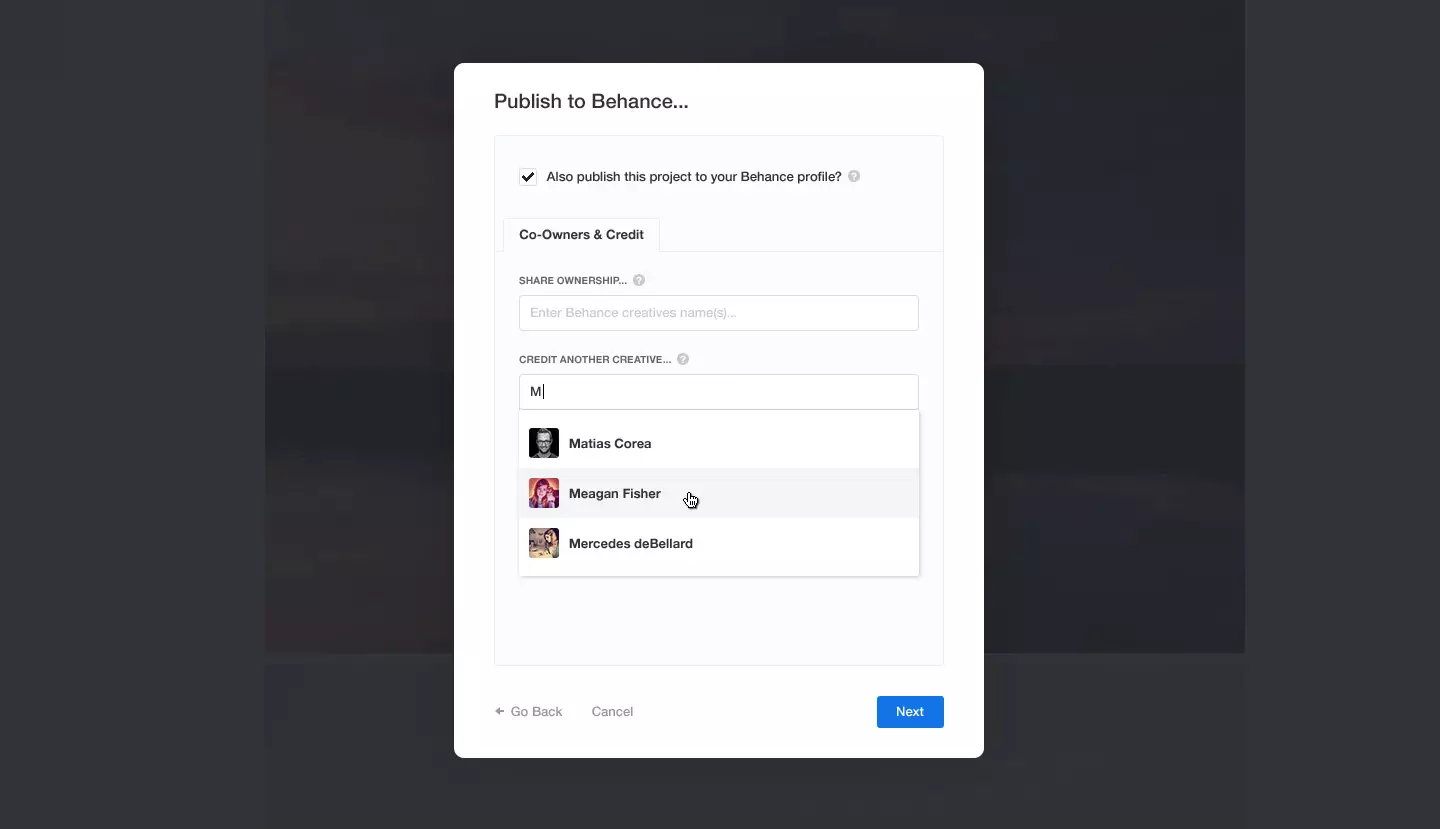 Publish to Behance...
Also publish this project to your Behance profile? ?
Co-Owners & Credit
SHARE OWNERSHIP... ?
Enter Behance creatives name(s)...
CREDIT ANOTHER CREATIVE... ?
M
Matias Corea
Meagan Fisher
Mercedes deBellard
Go Back Cancel Next